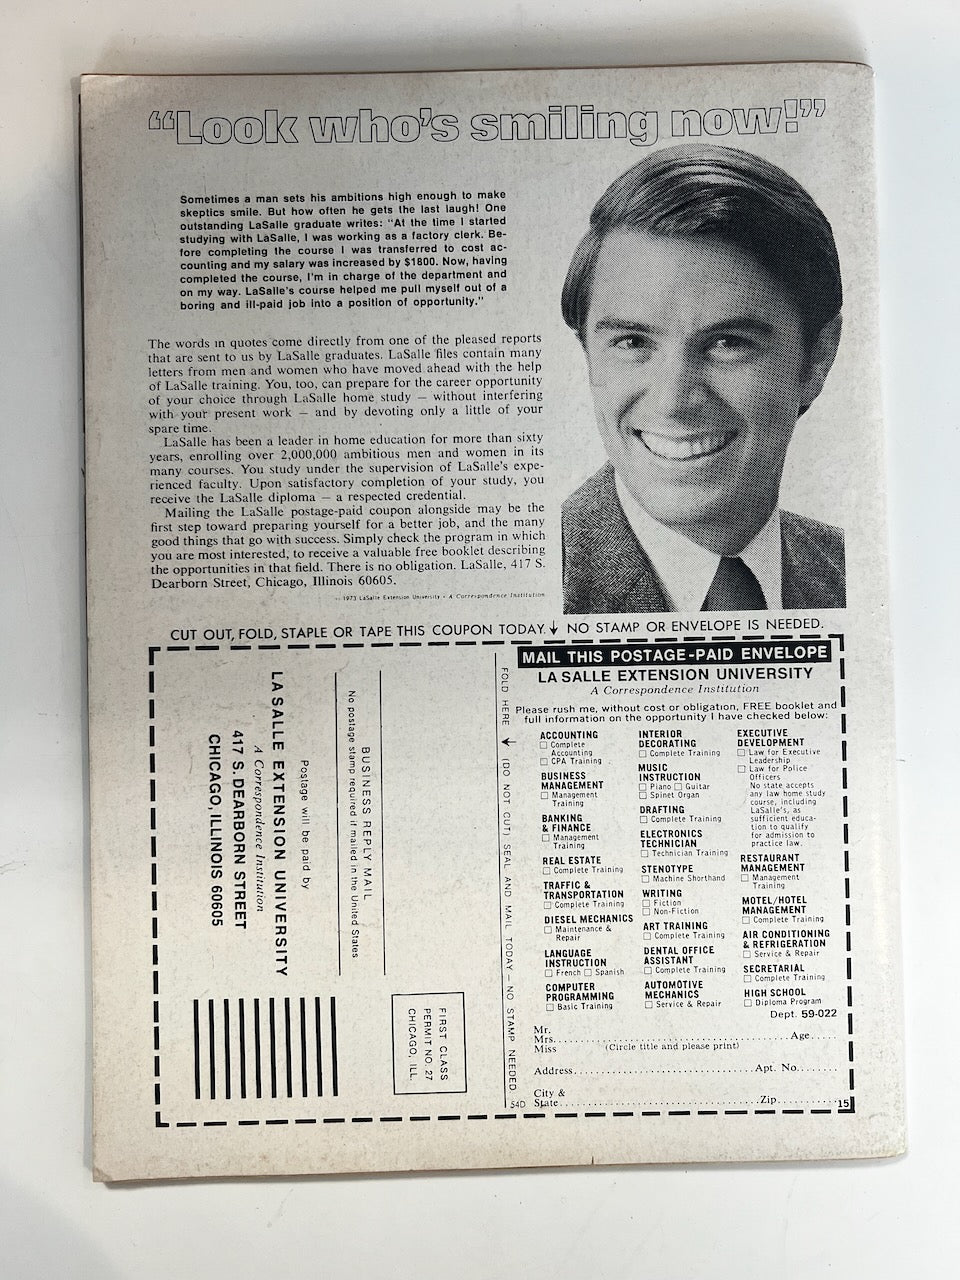 “Look who's smiling now!”
Sometimes a man sets his ambitions high enough to make
skeptics smile. But how often he gets the last laugh! One
outstanding LaSalle graduate writes: "At the time I started
studying with LaSalle, I was working as a factory clerk. Be-
fore completing the course I was transferred to cost ac-
counting and my salary was increased by $1800. Now, having
completed the course, I'm in charge of the department and
on my way. LaSalle's course helped me pull myself out of a
boring and ill-paid job into a position of opportunity."
The words in quotes come directly from one of the pleased reports
that are sent to us by LaSalle graduates. LaSalle files contain many
letters from men and women who have moved ahead with the help
of LaSalle training. You, too, can prepare for the career opportunity
of your choice through LaSalle home study — without interfering
with your present work — and by devoting only a little of your
spare time.
LaSalle has been a leader in home education for more than sixty
years, enrolling over 2,000,000 ambitious men and women in its
many courses. You study under the supervision of LaSalle's expe-
rienced faculty. Upon satisfactory completion of your study, you
receive the LaSalle diploma — a respected credential.
Mailing the LaSalle postage-paid coupon alongside may be the
first step toward preparing yourself for a better job, and the many
good things that go with success. Simply check the program in which
you are most interested, to receive a valuable free booklet describing
the opportunities in that field. There is no obligation. LaSalle, 417 S.
Dearborn Street, Chicago, Illinois 60605.
© 1973 LaSalle Extension University • A Correspondence Institution
CUT OUT, FOLD, STAPLE OR TAPE THIS COUPON TODAY. ↓ NO STAMP OR ENVELOPE IS NEEDED.
FIRST CLASS
PERMIT NO. 27
CHICAGO, ILL.
BUSINESS REPLY MAIL
No postage stamp required if mailed in the United States
Postage will be paid by
LA SALLE EXTENSION UNIVERSITY
A Correspondence Institution
417 S. DEARBORN STREET
CHICAGO, ILLINOIS 60605
FOLD HERE ↓ (DO NOT CUT) SEAL AND MAIL TODAY — NO STAMP NEEDED
MAIL THIS POSTAGE-PAID ENVELOPE
LA SALLE EXTENSION UNIVERSITY
A Correspondence Institution
Please rush me, without cost or obligation, FREE booklet and
full information on the opportunity I have checked below:
ACCOUNTING
☐ Complete
Accounting
☐ CPA Training
BUSINESS
MANAGEMENT
☐ Management
Training
BANKING
& FINANCE
☐ Management
Training
REAL ESTATE
☐ Complete Training
TRAFFIC &
TRANSPORTATION
☐ Complete Training
DIESEL MECHANICS
☐ Maintenance &
Repair
LANGUAGE
INSTRUCTION
☐ French ☐ Spanish
COMPUTER
PROGRAMMING
☐ Basic Training
INTERIOR
DECORATING
☐ Complete Training
MUSIC
INSTRUCTION
☐ Piano ☐ Guitar
☐ Spinet Organ
DRAFTING
☐ Complete Training
ELECTRONICS
TECHNICIAN
☐ Technician Training
STENOTYPE
☐ Machine Shorthand
WRITING
☐ Fiction
☐ Non-Fiction
ART TRAINING
☐ Complete Training
DENTAL OFFICE
ASSISTANT
☐ Complete Training
AUTOMOTIVE
MECHANICS
☐ Service & Repair
EXECUTIVE
DEVELOPMENT
☐ Law for Executive
Leadership
☐ Law for Police
Officers
No state accepts
any law home study
course, including
LaSalle's, as
sufficient educa-
tion to qualify
for admission to
practice law.
RESTAURANT
MANAGEMENT
☐ Management
Training
MOTEL/HOTEL
MANAGEMENT
☐ Complete Training
AIR CONDITIONING
& REFRIGERATION
☐ Service & Repair
SECRETARIAL
☐ Complete Training
HIGH SCHOOL
☐ Diploma Program
Dept. 59-022
Mr.
Mrs. Age
Miss (Circle title and please print)
Address Apt. No.
City &
State Zip
54D
15